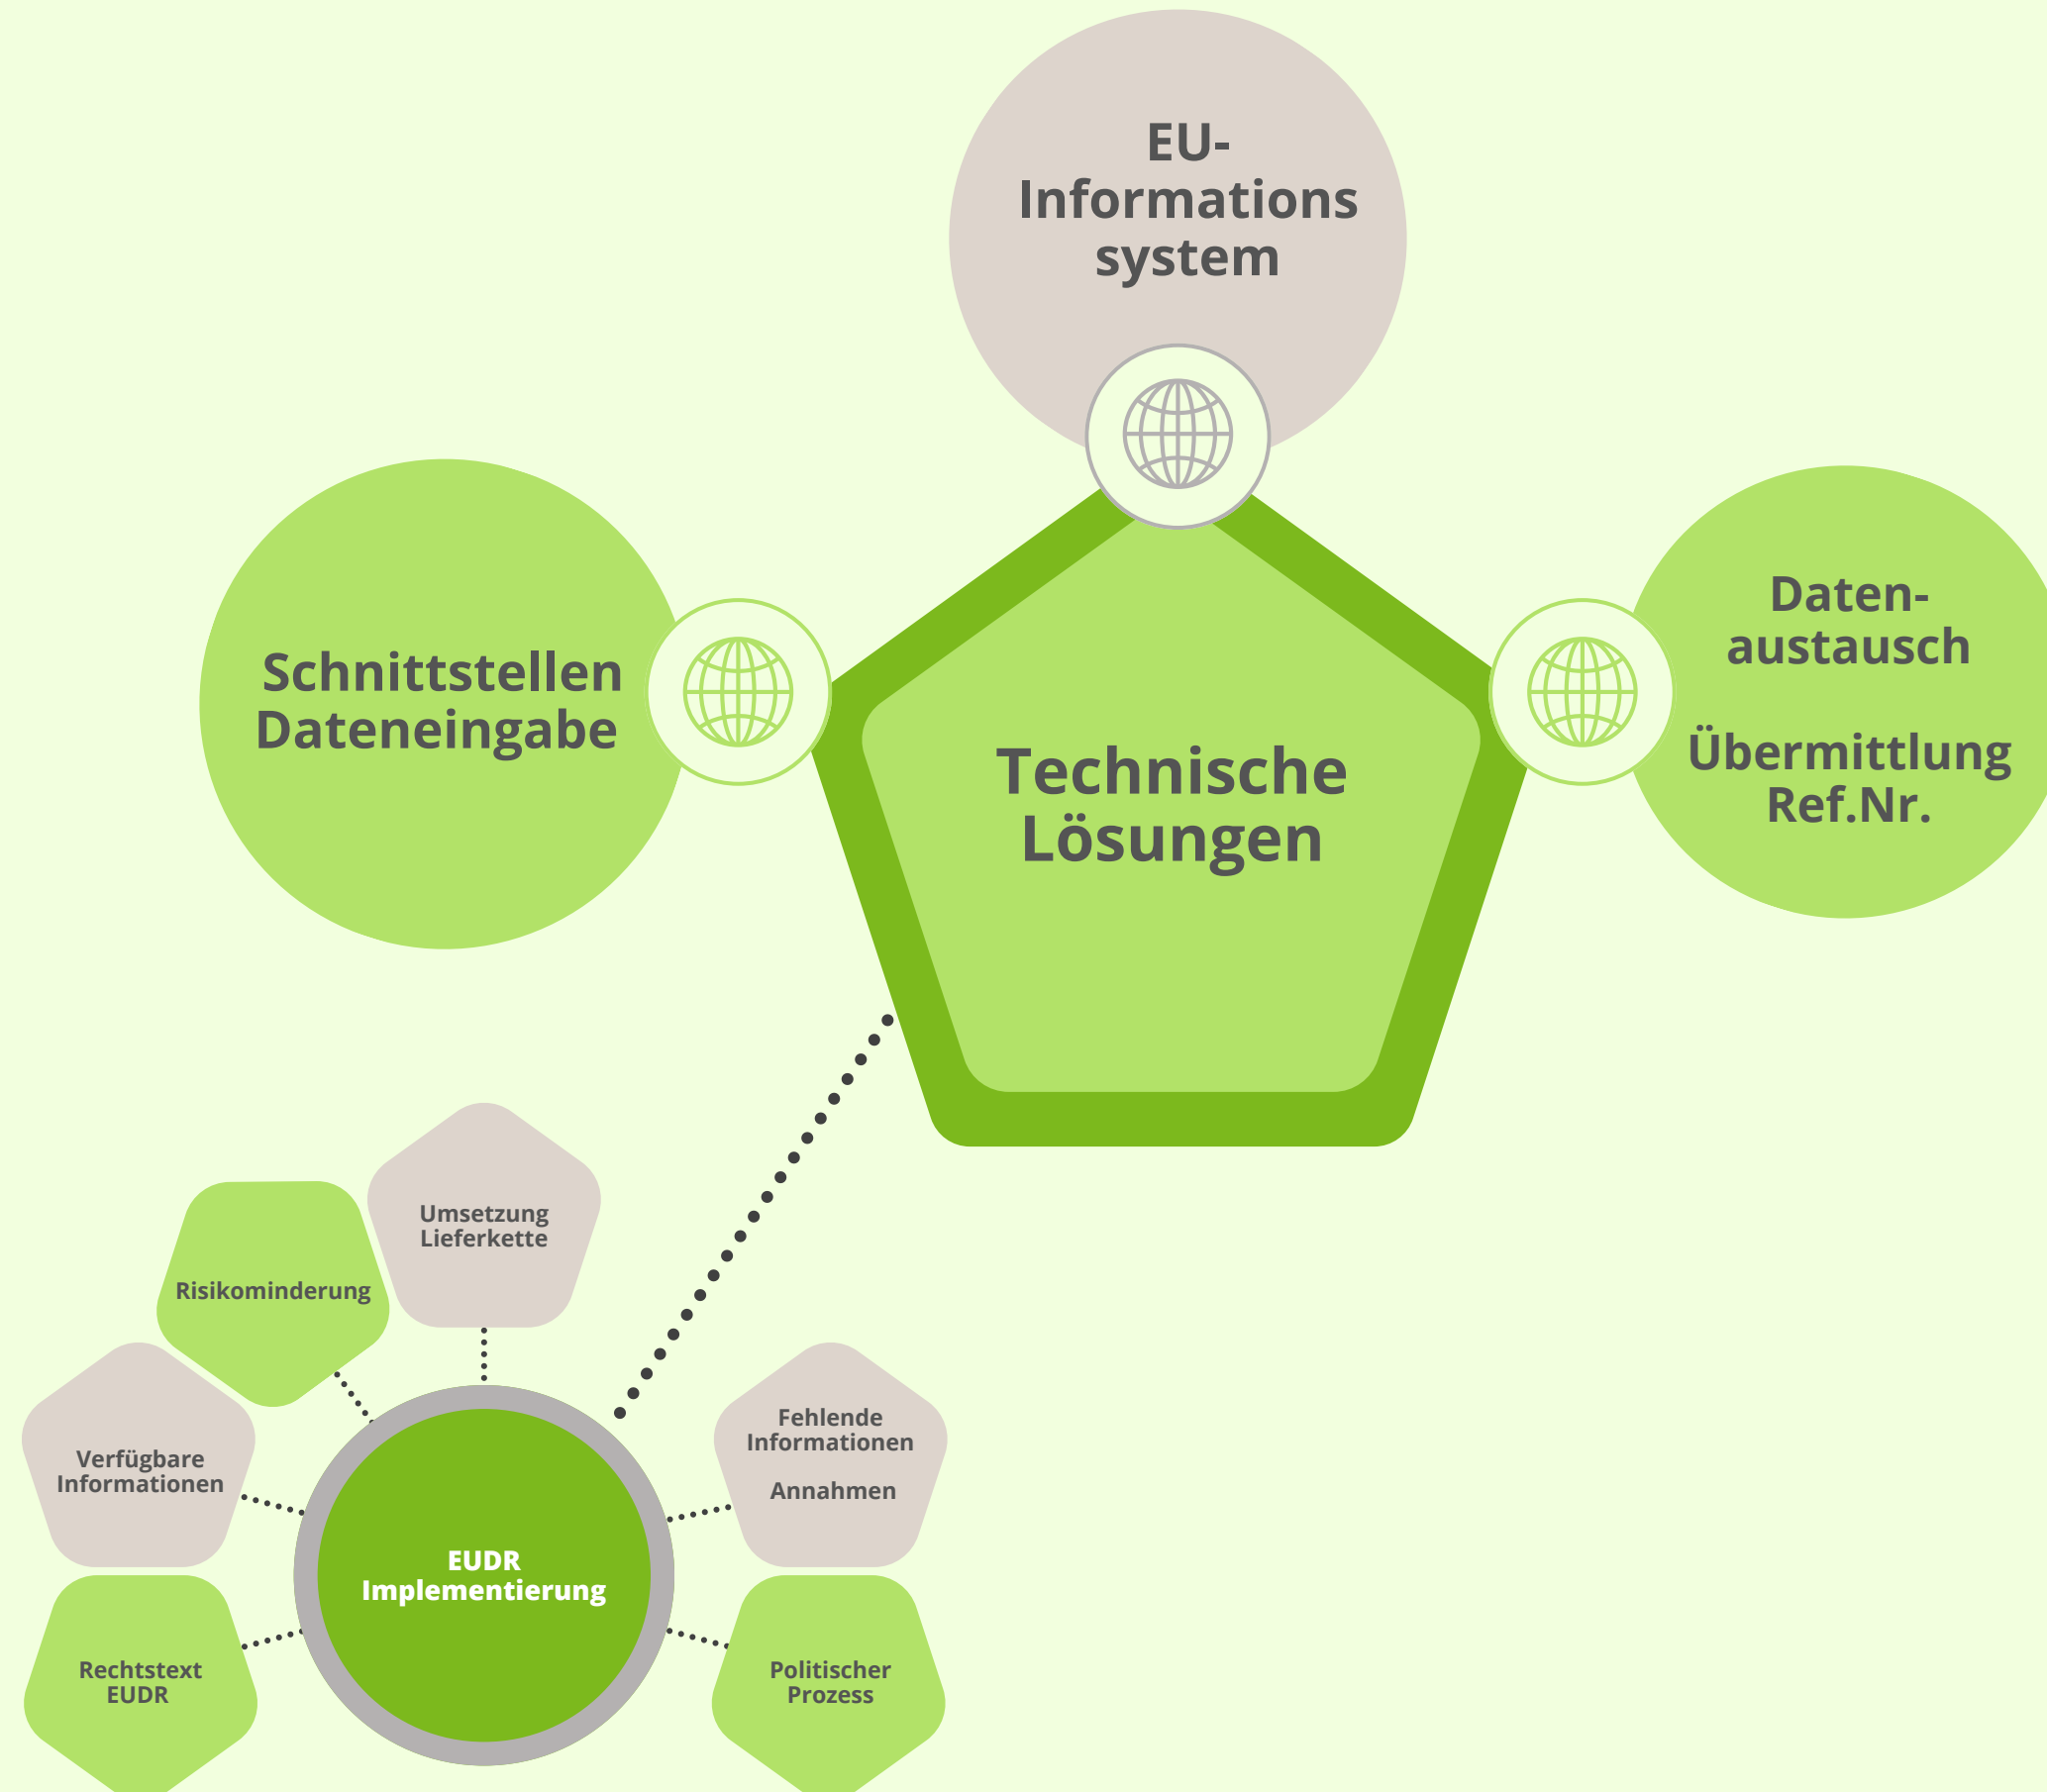 EU-
Informations
system
Schnittstellen
Dateneingabe
Daten-
austausch
Übermittlung
Ref.Nr.
Technische
Lösungen
Umsetzung
Lieferkette
Risikominderung
Verfügbare
Informationen
Fehlende
Informationen
Annahmen
EUDR
Implementierung
Rechtstext
EUDR
Politischer
Prozess